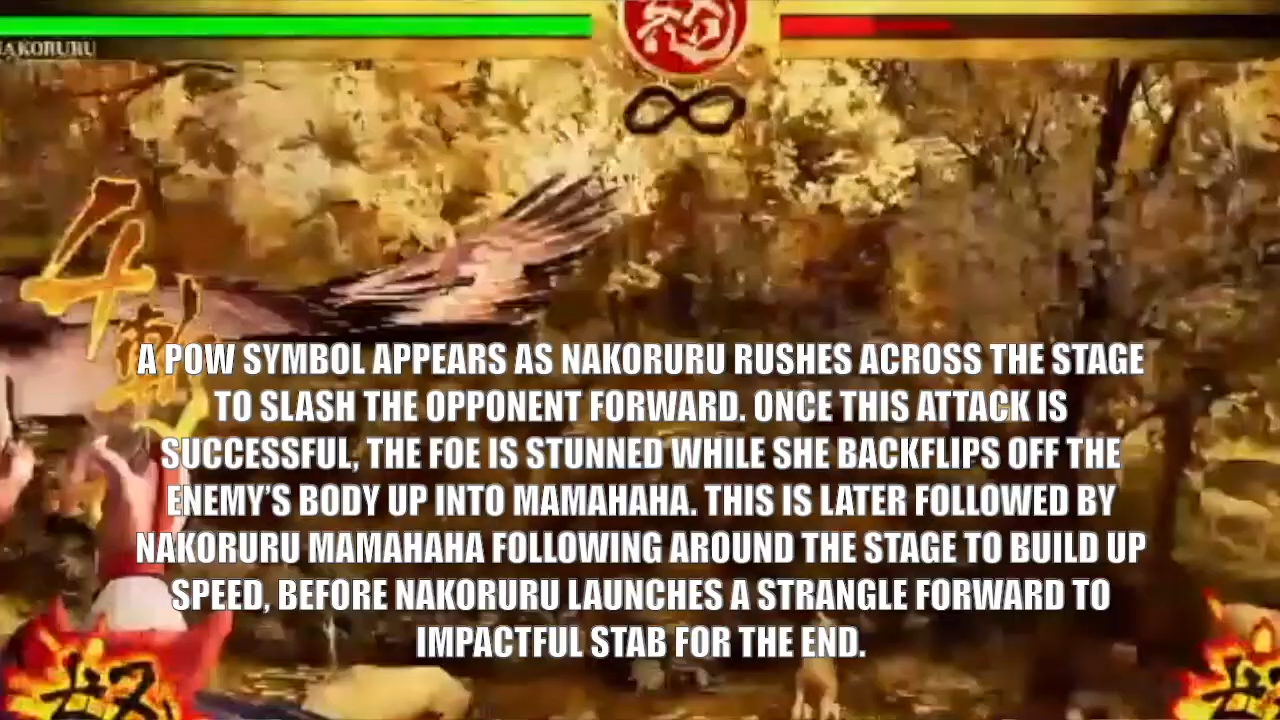 NAKORURU
∞
4
斬
A POW SYMBOL APPEARS AS NAKORURU RUSHES ACROSS THE STAGE
TO SLASH THE OPPONENT FORWARD. ONCE THIS ATTACK IS
SUCCESSFUL, THE FOE IS STUNNED WHILE SHE BACKFLIPS OFF THE
ENEMY’S BODY UP INTO MAMAHAHA. THIS IS LATER FOLLOWED BY
NAKORURU MAMAHAHA FOLLOWING AROUND THE STAGE TO BUILD UP
SPEED, BEFORE NAKORURU LAUNCHES A STRANGLE FORWARD TO
IMPACTFUL STAB FOR THE END.
怒